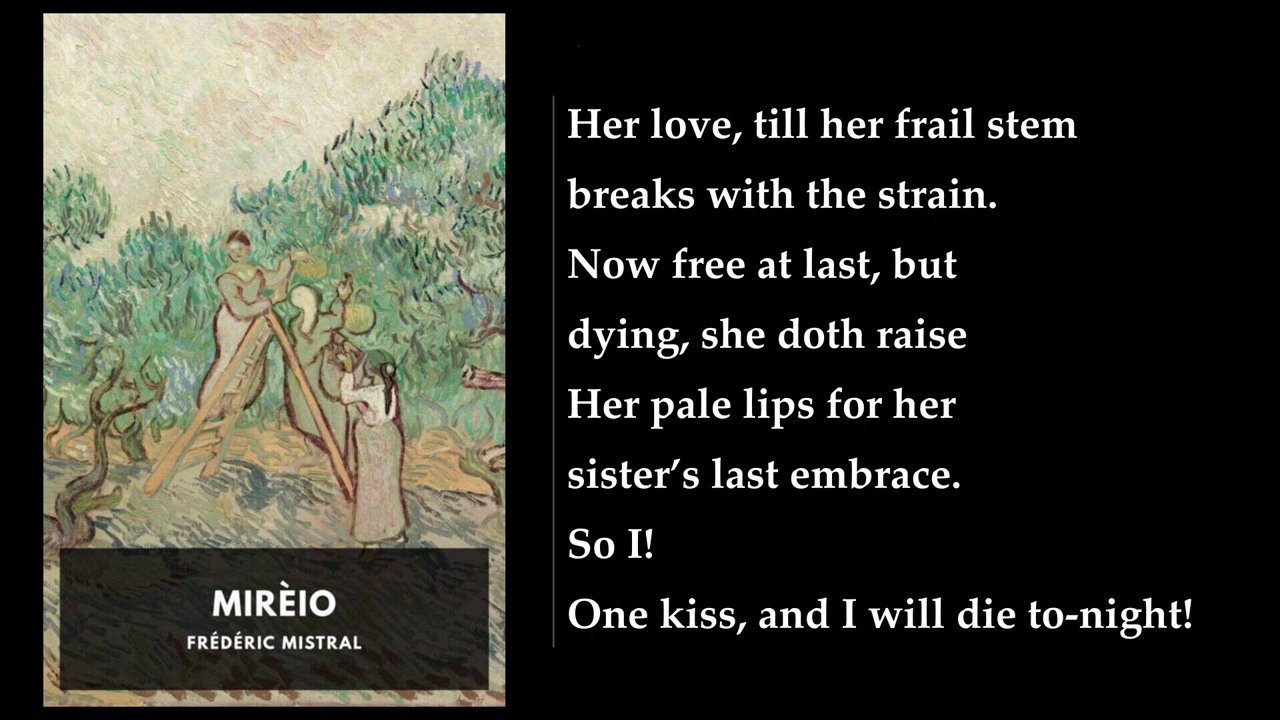 MIRÈIO
FRÉDÉRIC MISTRAL
Her love, till her frail stem
breaks with the strain.
Now free at last, but
dying, she doth raise
Her pale lips for her
sister’s last embrace.
So I!
One kiss, and I will die to-night!